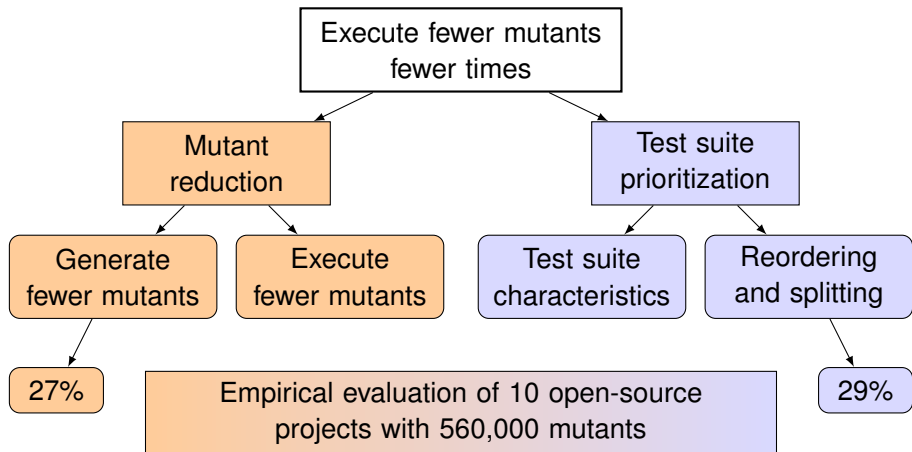 Execute fewer mutants
fewer times
Mutant
reduction
Test suite
prioritization
Generate
fewer mutants
Execute
fewer mutants
Test suite
characteristics
Reordering
and splitting
27%
Empirical evaluation of 10 open-source
projects with 560,000 mutants
29%